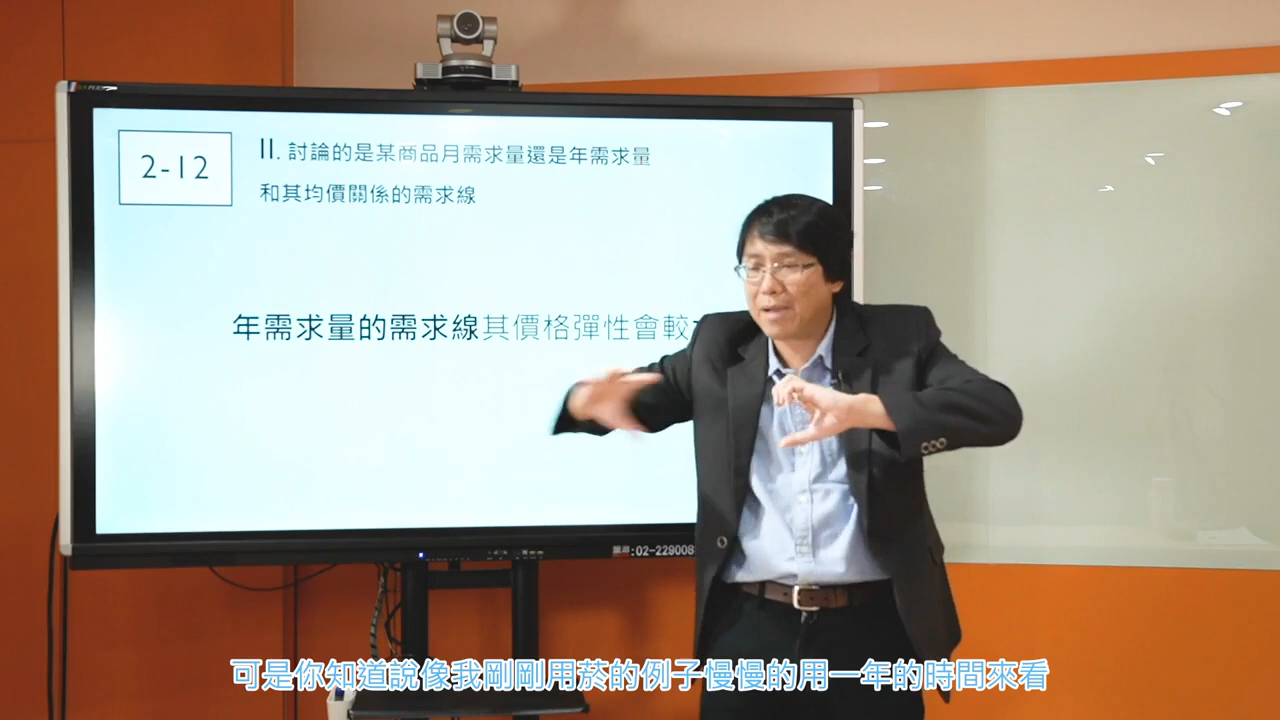 2-12
II. 討論的是某商品月需求量還是年需求量
和其均價關係的需求線
年需求量的需求線其價格彈性會較
:02-229008
可是你知道說像我剛剛用菸的例子慢慢的用一年的時間來看